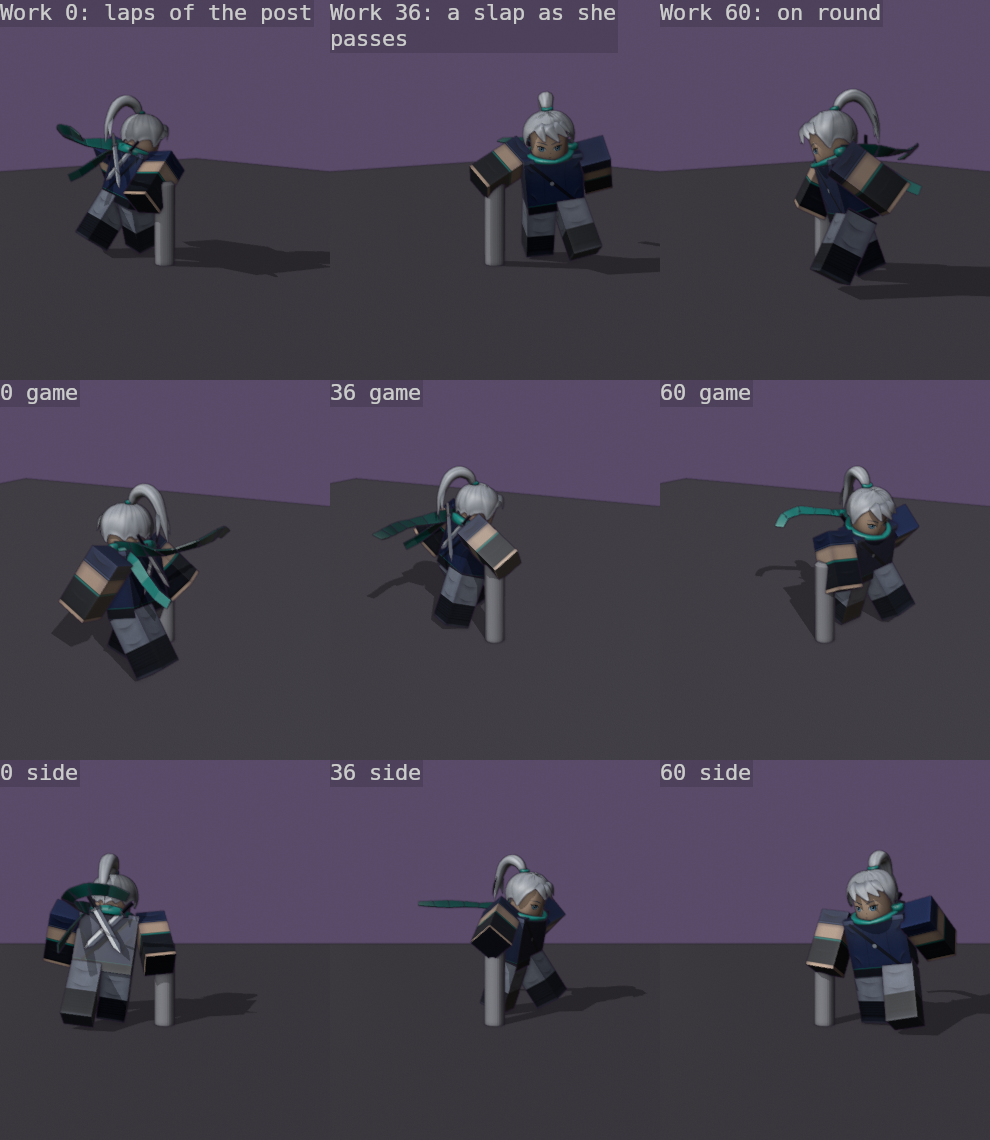 Work 0: laps of the post
Work 36: a slap as she
passes
Work 60: on round
0 game
36 game
60 game
0 side
36 side
60 side